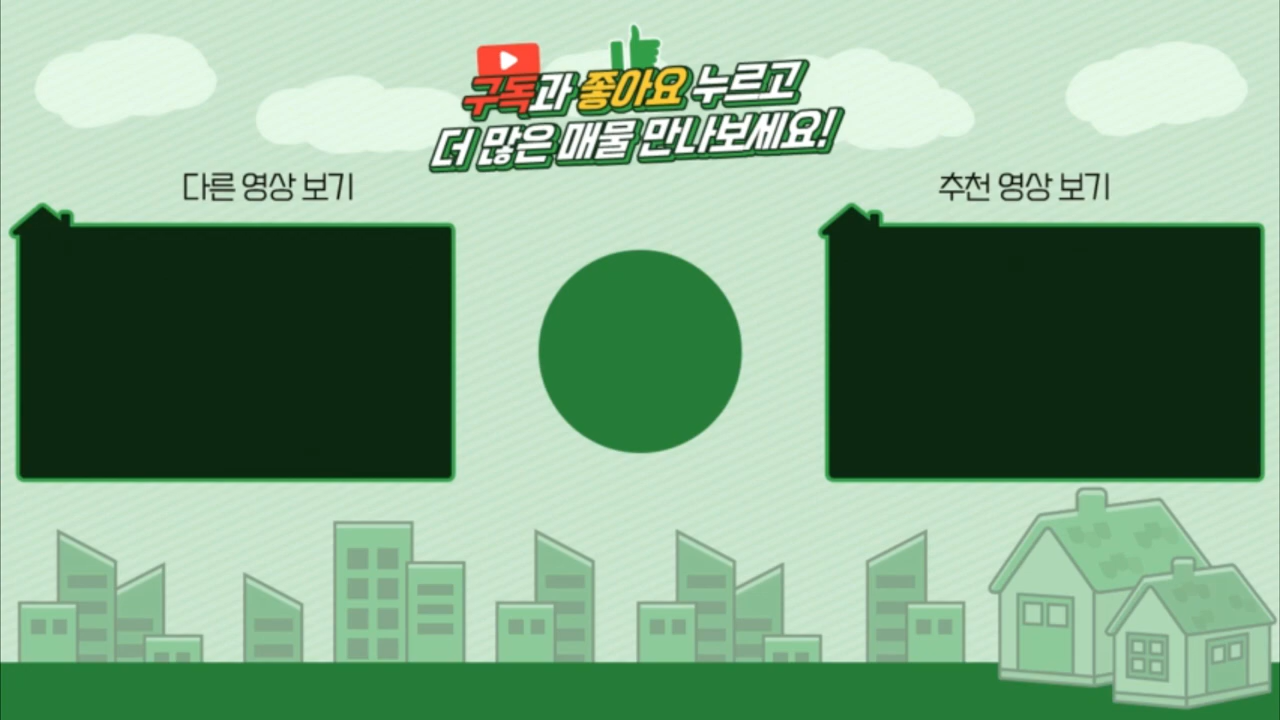 구독과 좋아요 누르고
더 많은 매물 만나보세요!
다른 영상 보기
추천 영상 보기